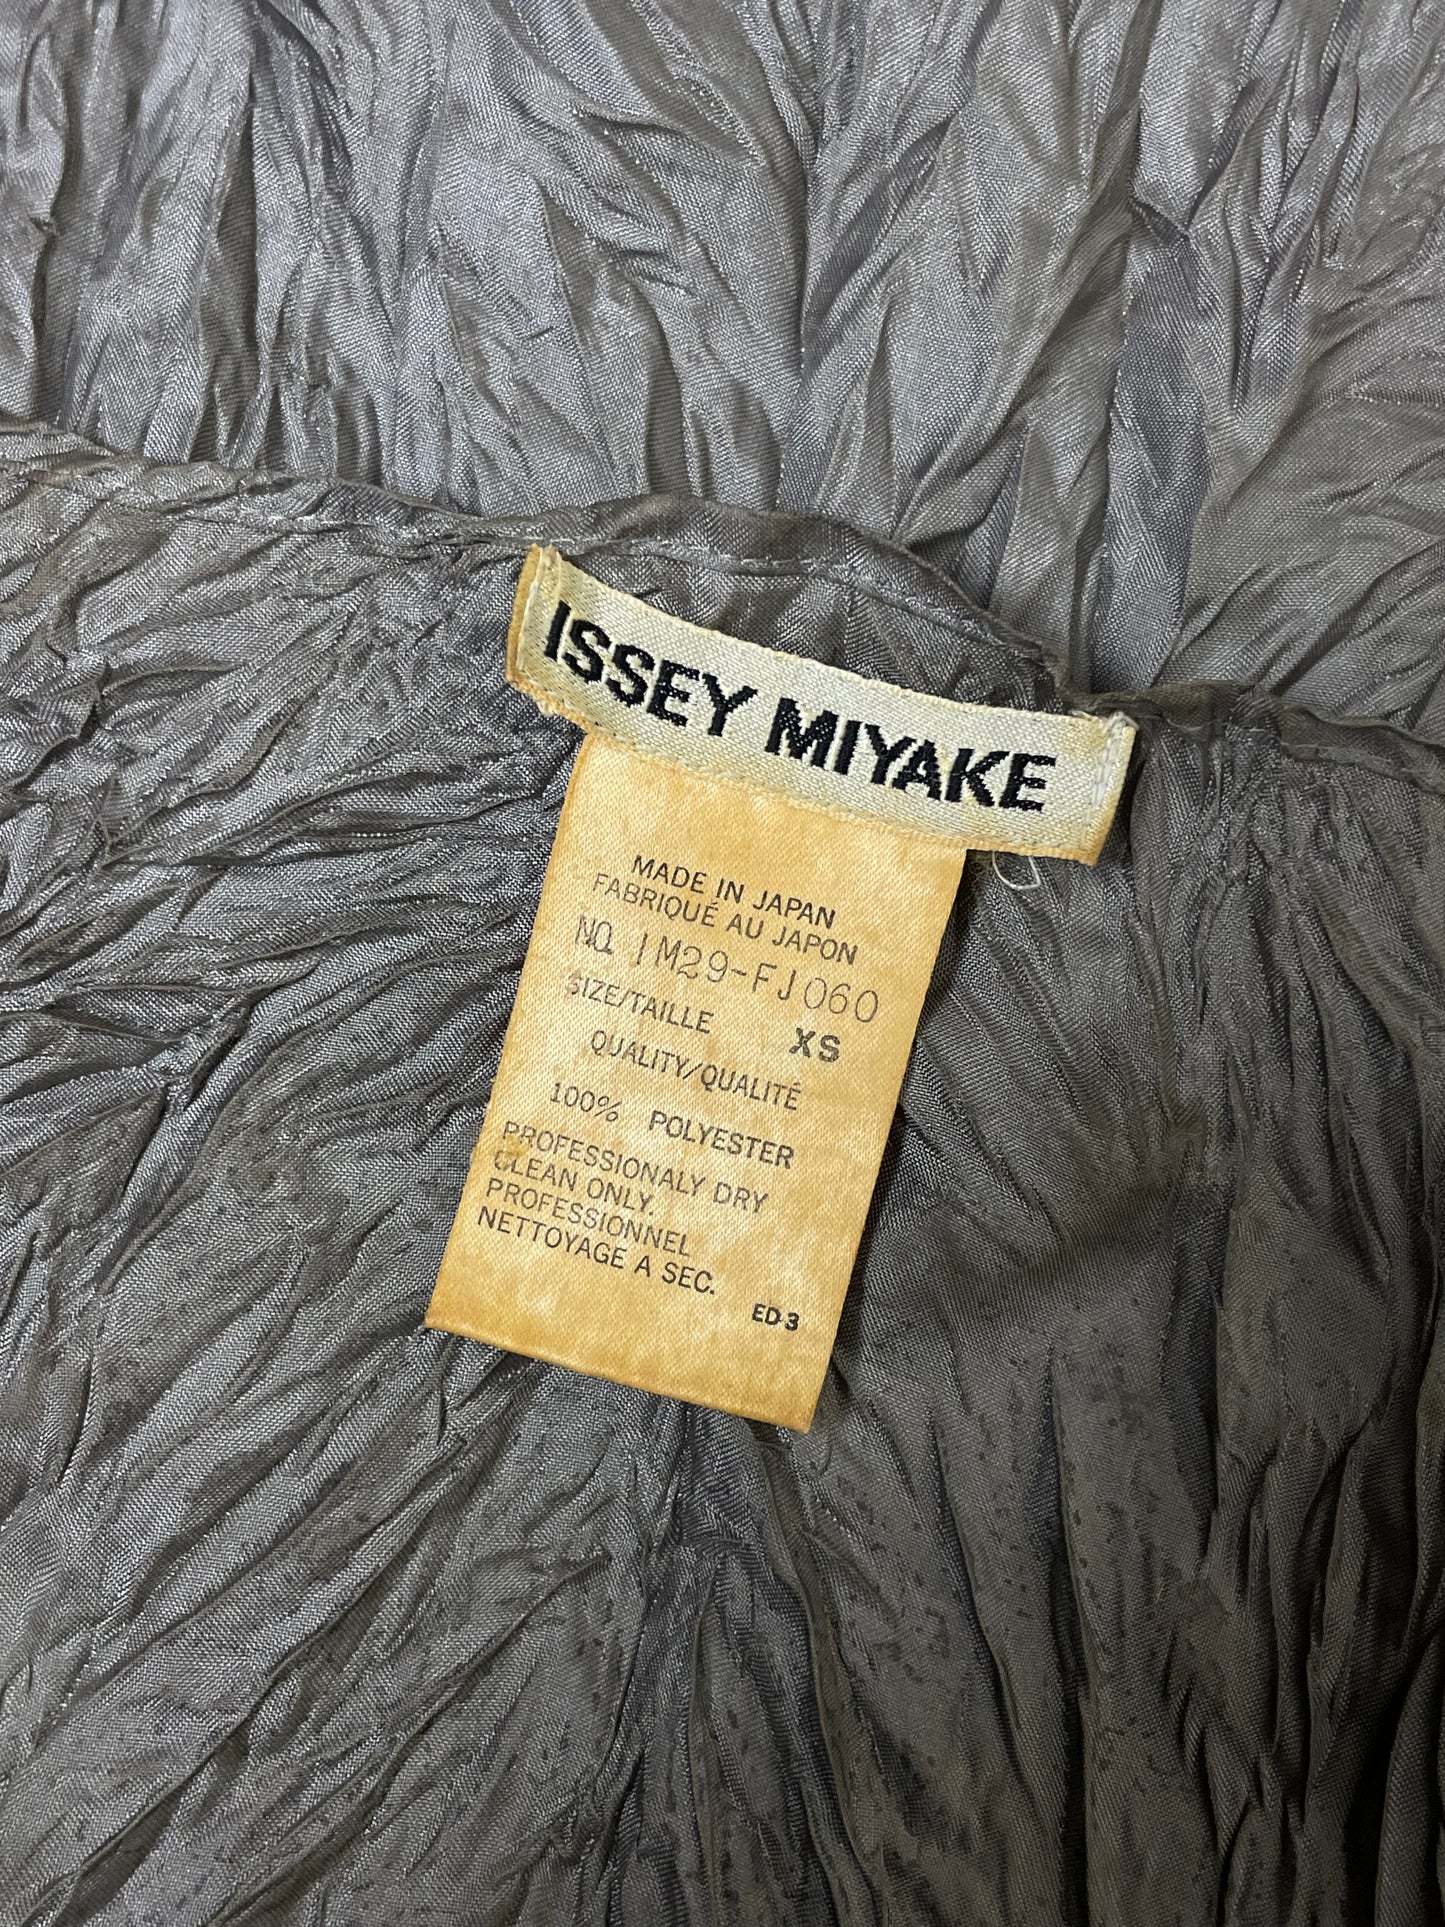 ISSEY MIYAKE
MADE IN JAPAN
FABRIQUÉ AU JAPON
NO. IM29-FJ060
SIZE/TAILLE XS
QUALITY/QUALITÉ
100% POLYESTER
PROFESSIONALY DRY
CLEAN ONLY.
PROFESSIONNEL
NETTOYAGE A SEC.
ED-3